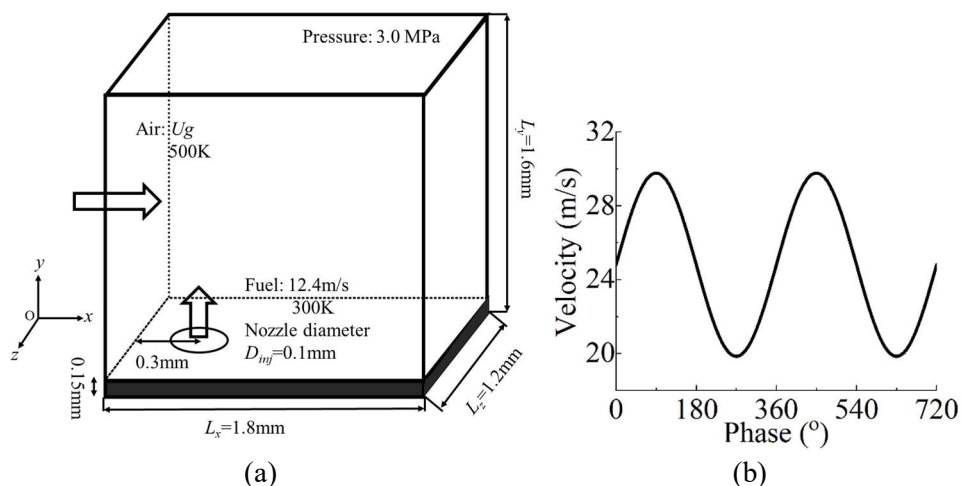 Pressure: 3.0 MPa
Air: Ug
500K
Ly=1.6mm
y
O
x
z
Fuel: 12.4m/s
300K
Nozzle diameter
Dinj=0.1mm
0.3mm
0.15mm
Lz=1.2mm
Lx=1.8mm
(a)
Velocity (m/s)
32
28
24
20
0 180 360 540 720
Phase (°)
(b)